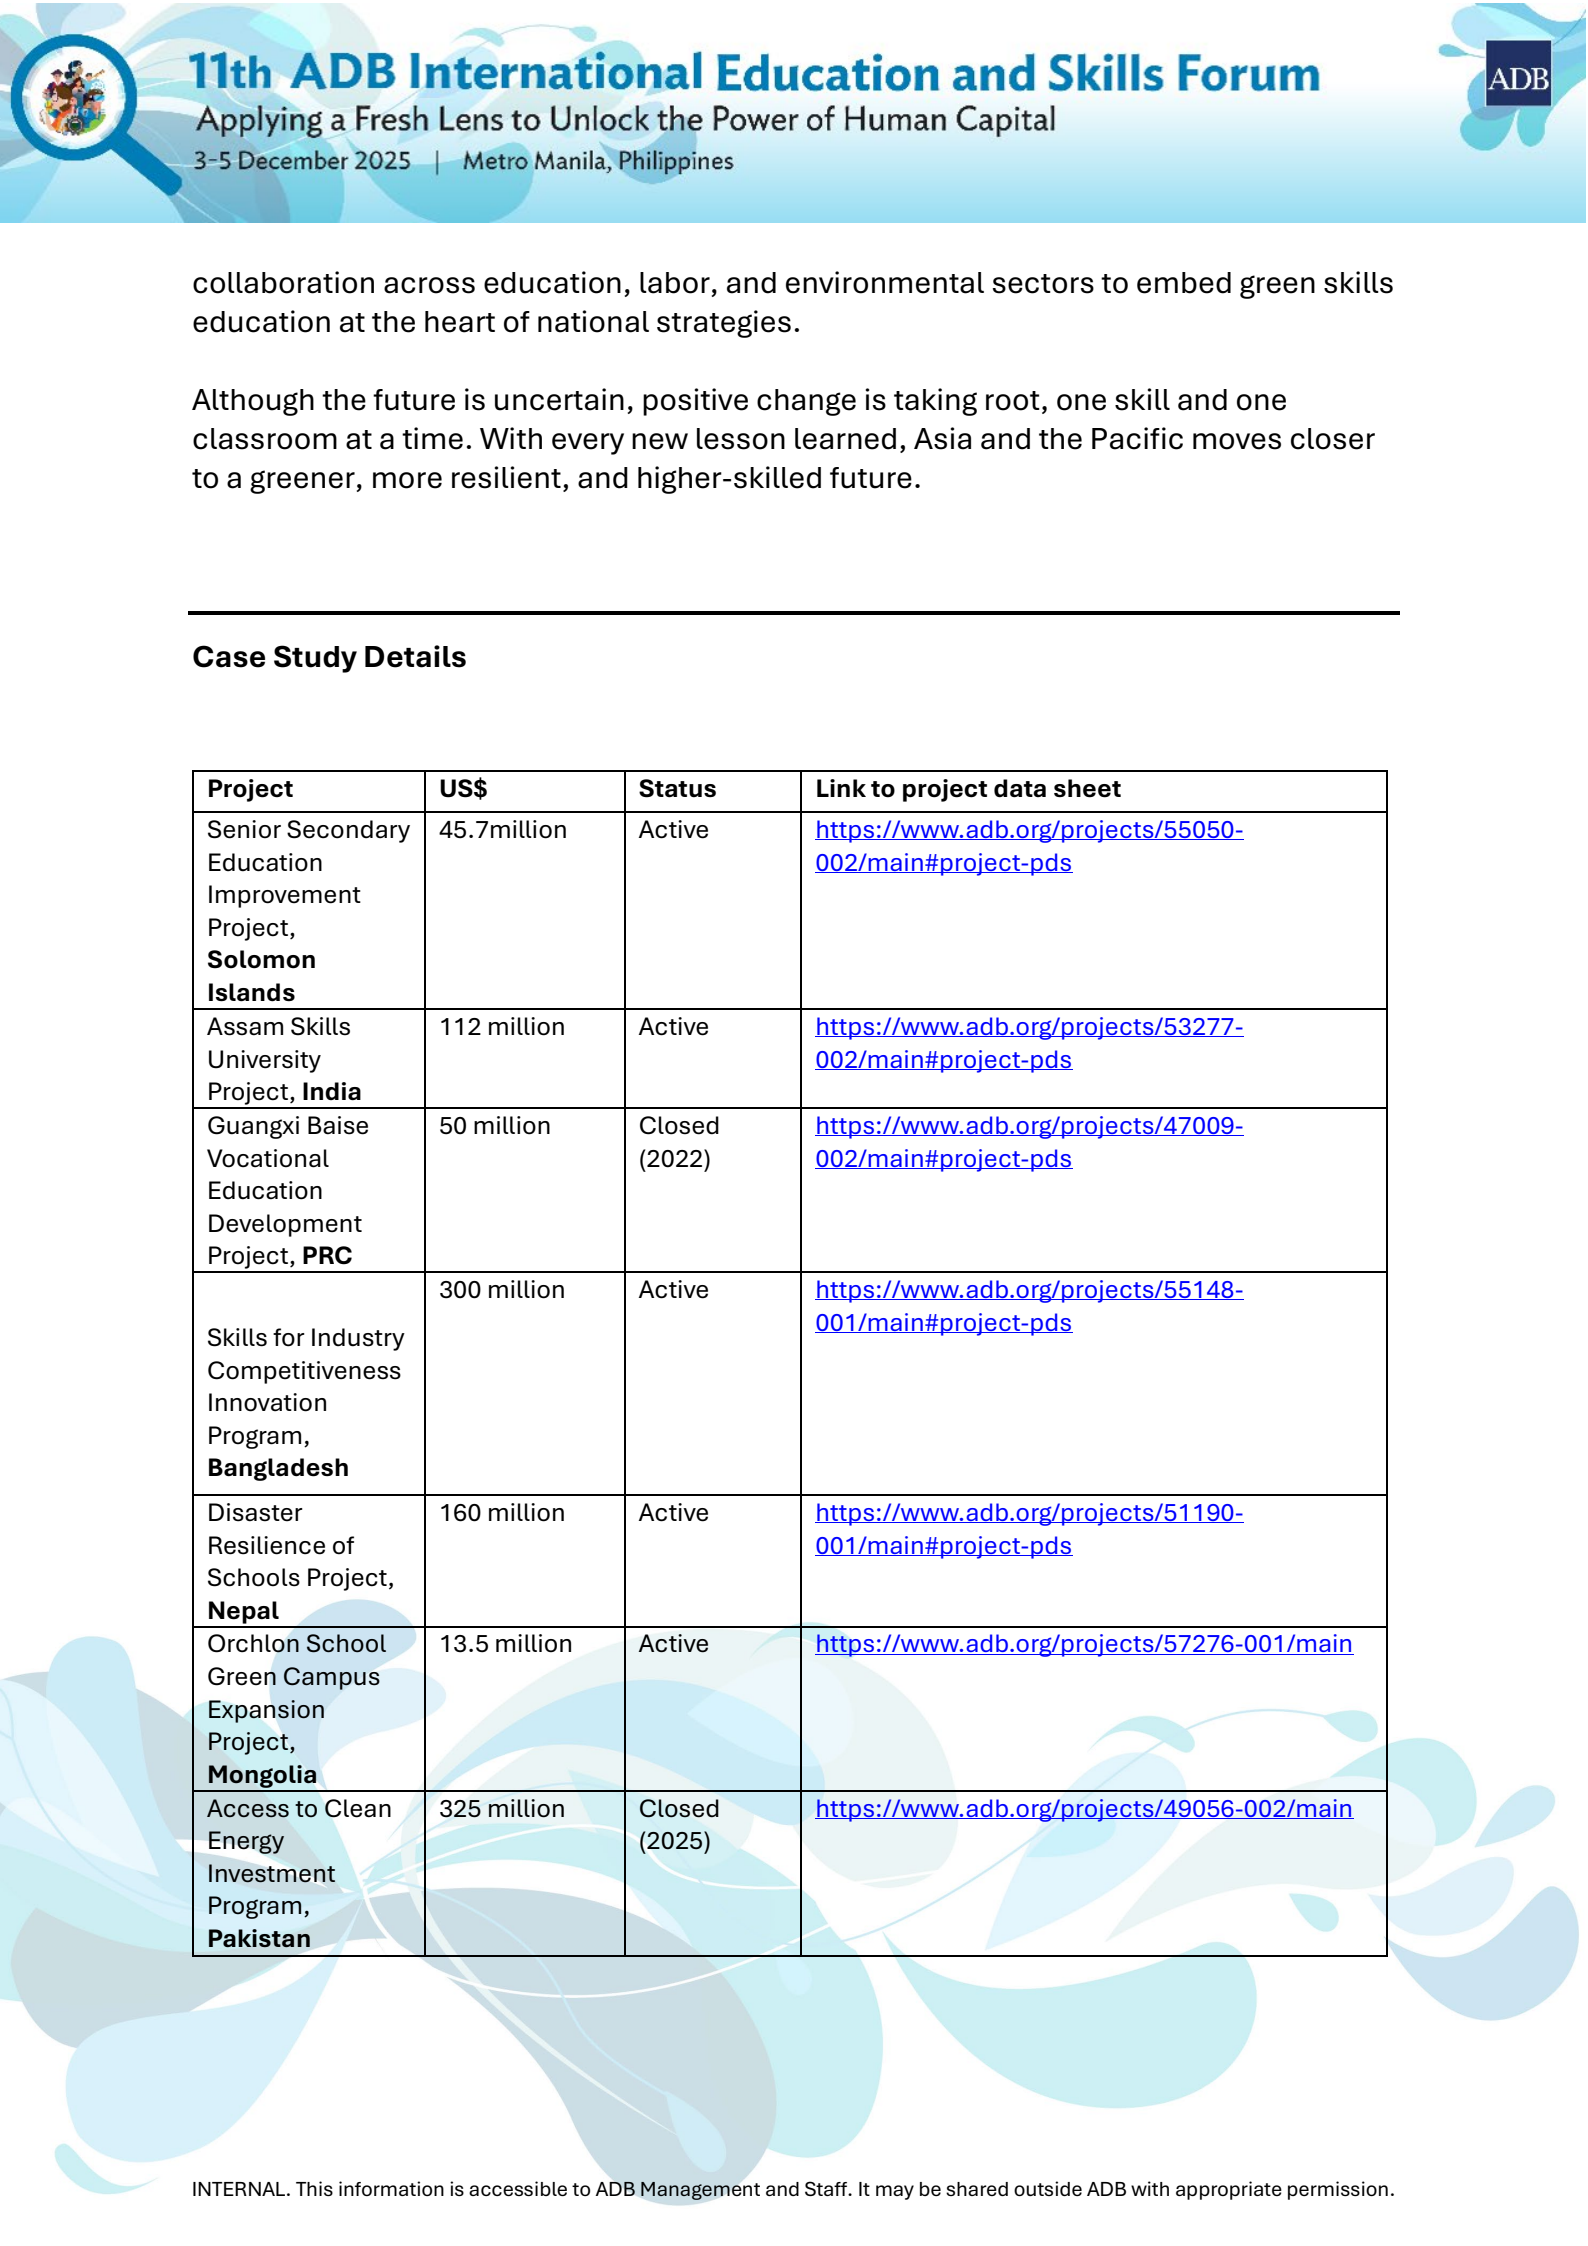 11th ADB International Education and Skills Forum
ADB
Applying a Fresh Lens to Unlock the Power of Human Capital
3-5 December 2025 | Metro Manila, Philippines
collaboration across education, labor, and environmental sectors to embed green skills
education at the heart of national strategies.
Although the future is uncertain, positive change is taking root, one skill and one
classroom at a time. With every new lesson learned, Asia and the Pacific moves closer
to a greener, more resilient, and higher-skilled future.
Case Study Details
Project US$ Status Link to project data sheet
Senior Secondary 45.7million Active https://www.adb.org/projects/55050-
Education 002/main#project-pds
Improvement
Project,
Solomon
Islands
Assam Skills 112 million Active https://www.adb.org/projects/53277-
University 002/main#project-pds
Project, India
Guangxi Baise 50 million Closed https://www.adb.org/projects/47009-
Vocational (2022) 002/main#project-pds
Education
Development
Project, PRC
300 million Active https://www.adb.org/projects/55148-
001/main#project-pds
Skills for Industry
Competitiveness
Innovation
Program,
Bangladesh
Disaster 160 million Active https://www.adb.org/projects/51190-
Resilience of 001/main#project-pds
Schools Project,
Nepal
Orchlon School 13.5 million Active https://www.adb.org/projects/57276-001/main
Green Campus
Expansion
Project,
Mongolia
Access to Clean 325 million Closed https://www.adb.org/projects/49056-002/main
Energy (2025)
Investment
Program,
Pakistan
INTERNAL. This information is accessible to ADB Management and Staff. It may be shared outside ADB with appropriate permission.